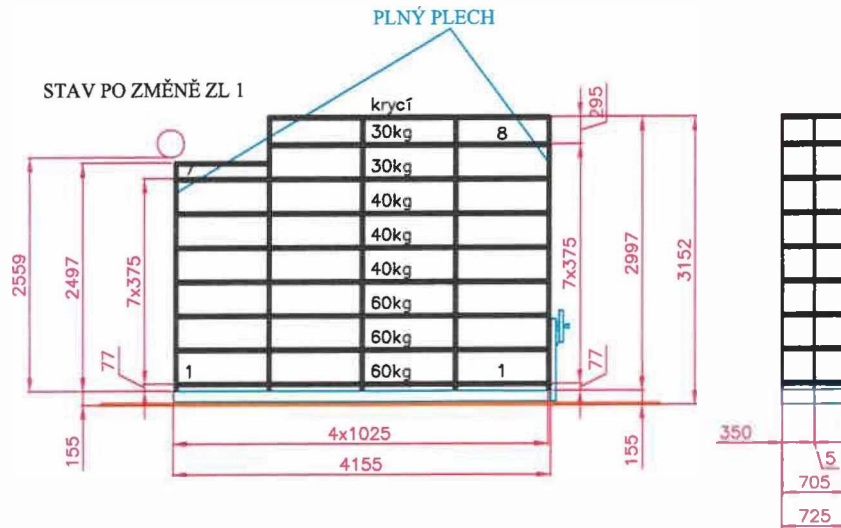 PLNÝ PLECH
STAV PO ZMĚNĚ ZL 1
krycí
30kg
8
295
30kg
7
40kg
40kg
40kg
60kg
60kg
1
60kg
1
2559
2497
7x375
77
155
7x375
2997
3152
77
155
4x1025
4155
350
5
705
725